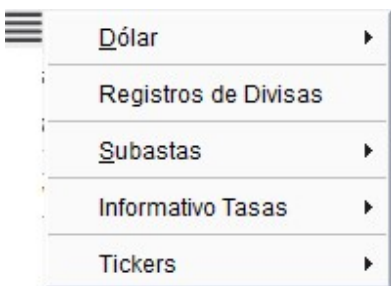 Dólar
Registros de Divisas
Subastas
Informativo Tasas
Tickers